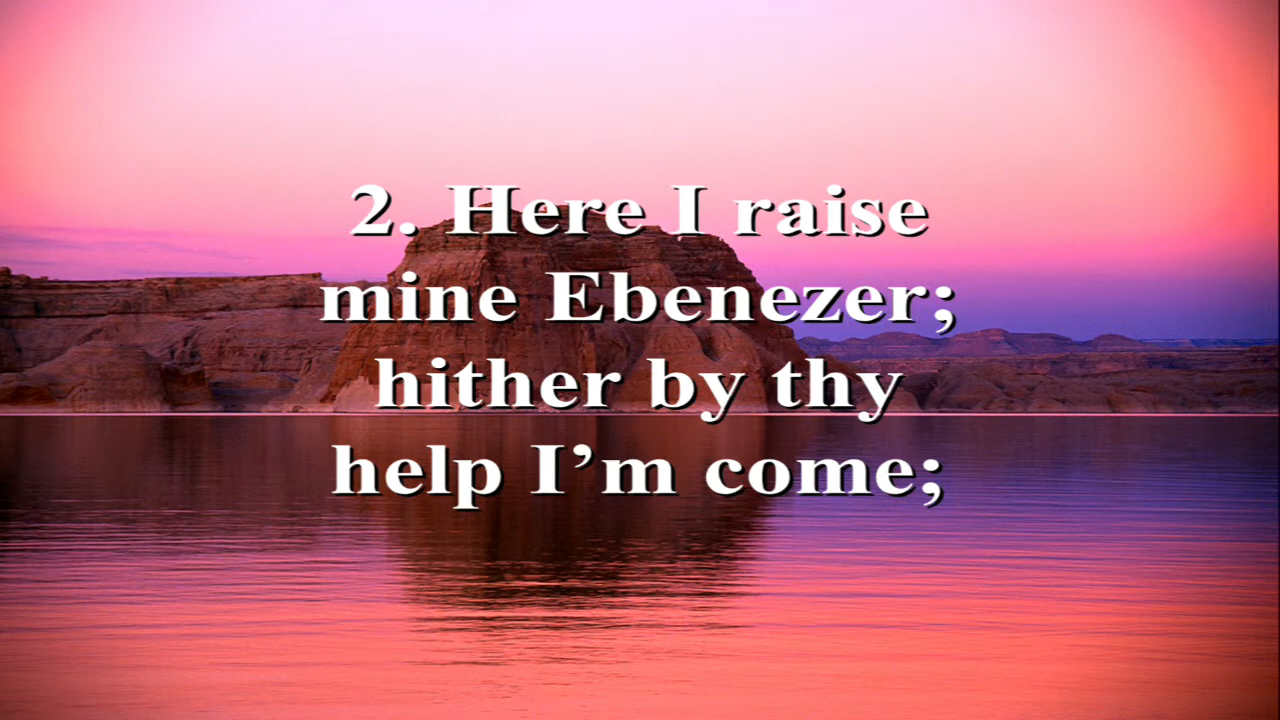 2. Here I raise
mine Ebenezer;
hither by thy
help I’m come;